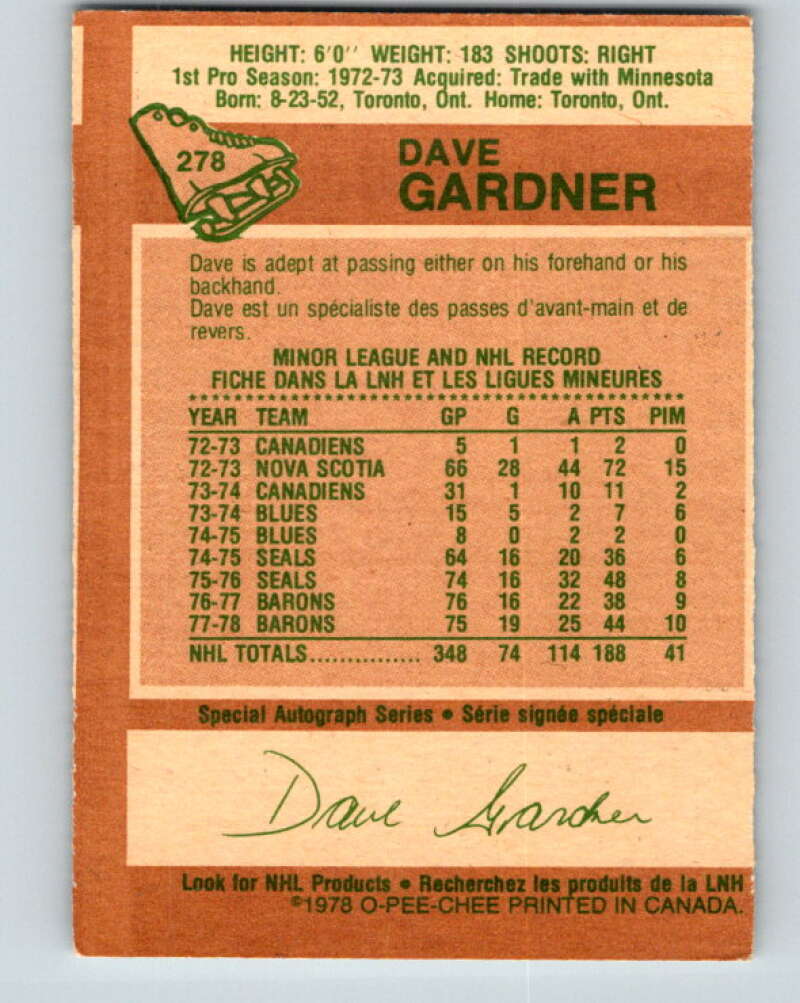 HEIGHT: 6'0'' WEIGHT: 183 SHOOTS: RIGHT
1st Pro Season: 1972-73 Acquired: Trade with Minnesota
Born: 8-23-52, Toronto, Ont. Home: Toronto, Ont.
278
DAVE
GARDNER
Dave is adept at passing either on his forehand or his
backhand.
Dave est un spécialiste des passes d'avant-main et de
revers.
MINOR LEAGUE AND NHL RECORD
FICHE DANS LA LNH ET LES LIGUES MINEURES
YEAR TEAM GP G A PTS PIM
72-73 CANADIENS 5 1 1 2 0
72-73 NOVA SCOTIA 66 28 44 72 15
73-74 CANADIENS 31 1 10 11 2
73-74 BLUES 15 5 2 7 6
74-75 BLUES 8 0 2 2 0
74-75 SEALS 64 16 20 36 6
75-76 SEALS 74 16 32 48 8
76-77 BARONS 76 16 22 38 9
77-78 BARONS 75 19 25 44 10
NHL TOTALS............... 348 74 114 188 41
Special Autograph Series • Série signée spéciale
Dave Gardner
Look for NHL Products • Recherchez les produits de la LNH
©1978 O-PEE-CHEE PRINTED IN CANADA.